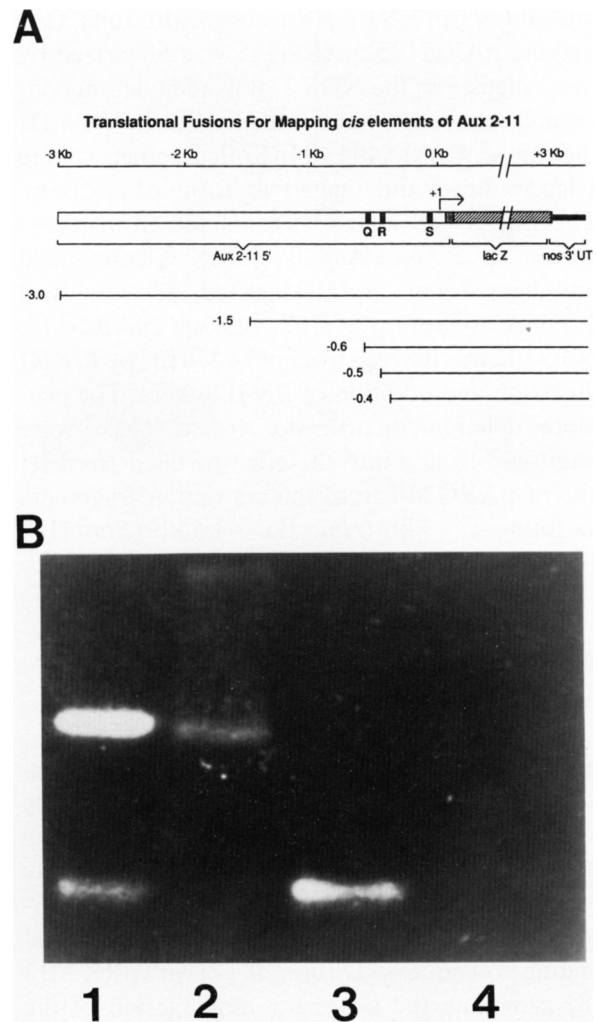 A
Translational Fusions For Mapping cis elements of Aux 2-11
-3 Kb -2 Kb -1 Kb 0 Kb +3 Kb
+1
Q R S
Aux 2-11 5' lac Z nos 3' UT
-3.0
-1.5
-0.6
-0.5
-0.4
B
1 2 3 4